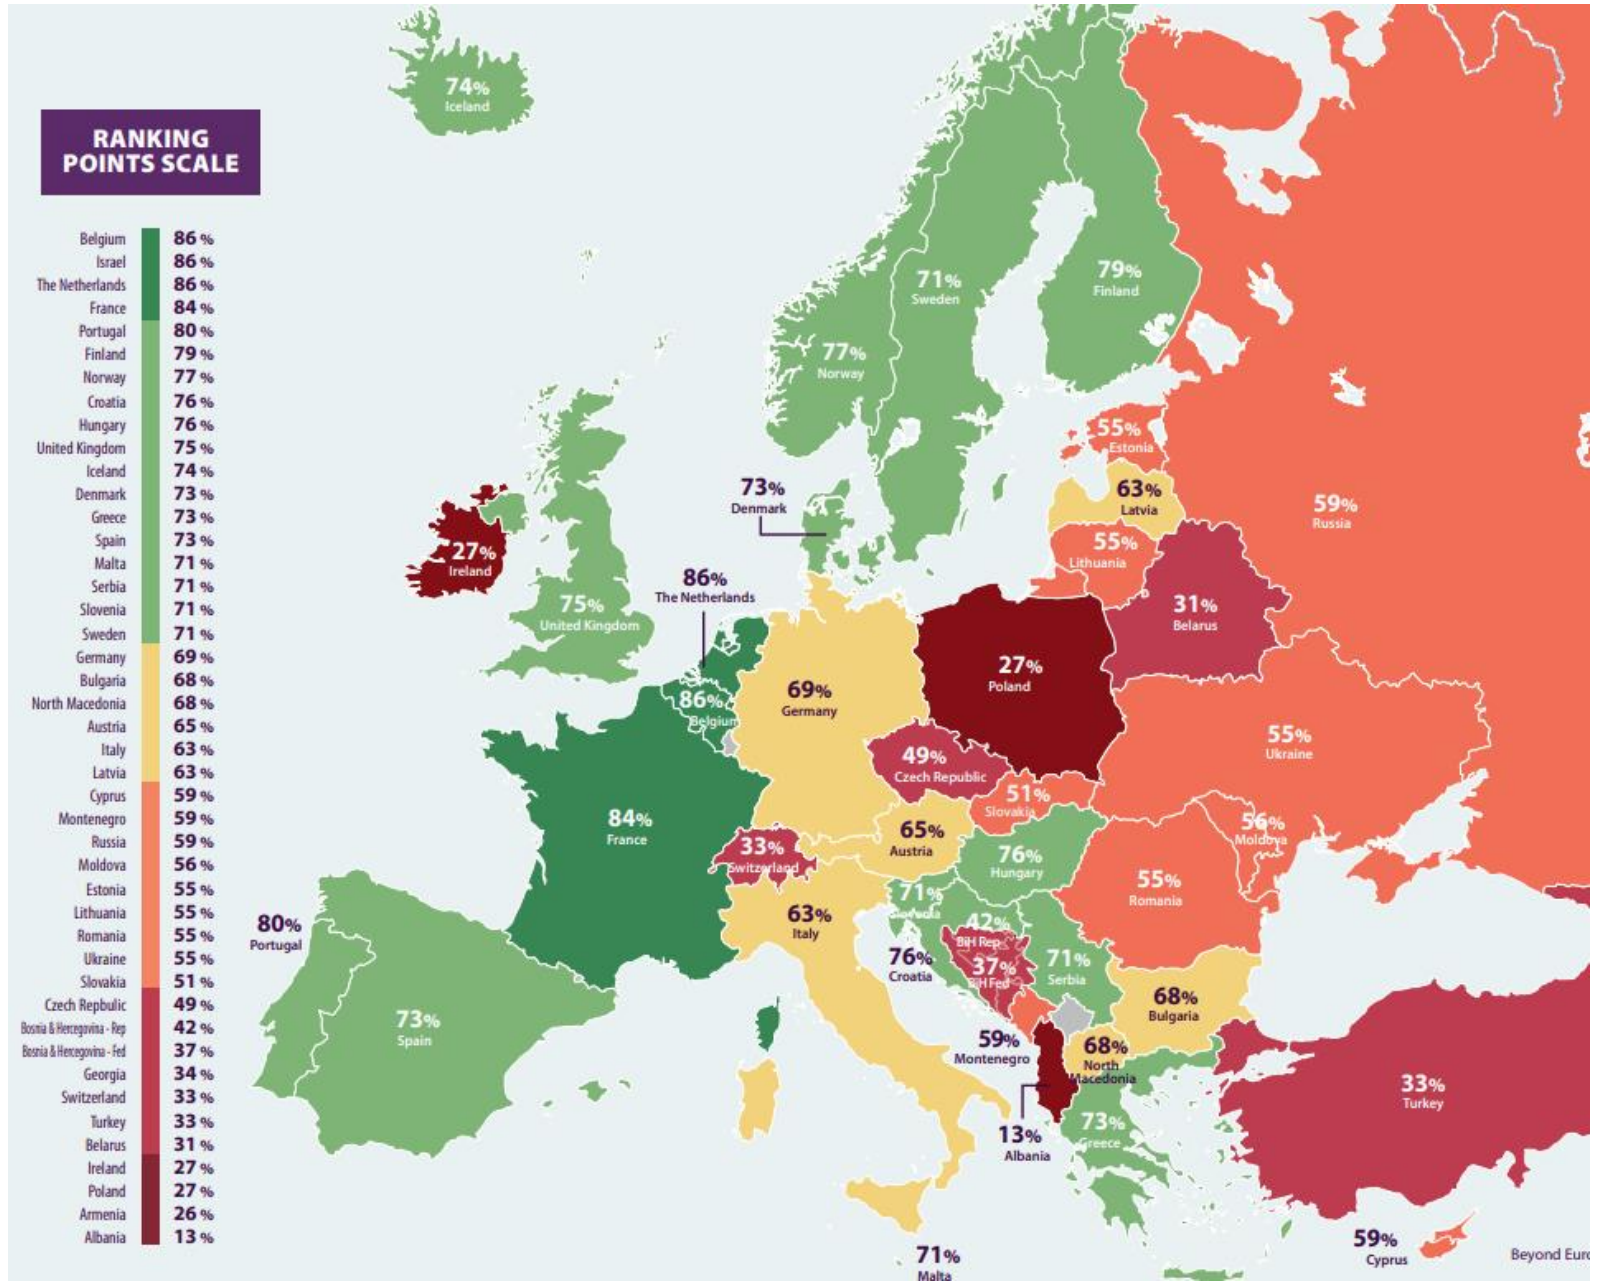 RANKING
POINTS SCALE
Belgium 86 %
Israel 86 %
The Netherlands 86 %
France 84 %
Portugal 80 %
Finland 79 %
Norway 77 %
Croatia 76 %
Hungary 76 %
United Kingdom 75 %
Iceland 74 %
Denmark 73 %
Greece 73 %
Spain 73 %
Malta 71 %
Serbia 71 %
Slovenia 71 %
Sweden 71 %
Germany 69 %
Bulgaria 68 %
North Macedonia 68 %
Austria 65 %
Italy 63 %
Latvia 63 %
Cyprus 59 %
Montenegro 59 %
Russia 59 %
Moldova 56 %
Estonia 55 %
Lithuania 55 %
Romania 55 %
Ukraine 55 %
Slovakia 51 %
Czech Repbulic 49 %
Bosnia & Hercegovina - Rep 42 %
Bosnia & Hercegovina - Fed 37 %
Georgia 34 %
Switzerland 33 %
Turkey 33 %
Belarus 31 %
Ireland 27 %
Poland 27 %
Armenia 26 %
Albania 13 %
74%
Iceland
71%
Sweden
79%
Finland
77%
Norway
55%
Estonia
73%
Denmark
63%
Latvia
59%
Russia
27%
Ireland
55%
Lithuania
86%
The Netherlands
75%
United Kingdom
31%
Belarus
27%
Poland
69%
Germany
86%
Belgium
55%
Ukraine
49%
Czech Republic
51%
Slovakia
84%
France
65%
Austria
56%
Moldova
33%
Switzerland
76%
Hungary
55%
Romania
71%
Slovenia
80%
Portugal
63%
Italy
42%
BiH Rep
76%
Croatia
37%
BiH Fed
71%
Serbia
68%
Bulgaria
73%
Spain
59%
Montenegro
68%
North
Macedonia
33%
Turkey
13%
Albania
73%
Greece
59%
Cyprus
71%
Malta
Beyond Eur